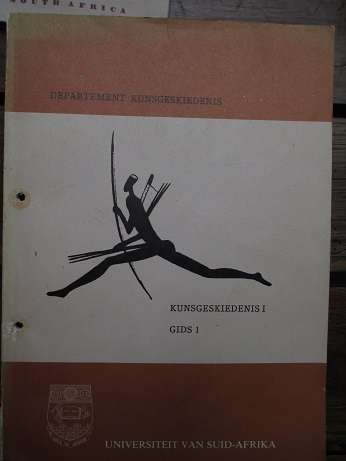 SOUTH AFRICA
DEPARTEMENT KUNSGESKIEDENIS
KUNSGESKIEDENIS I
GIDS 1
UNIVERSITEIT VAN SUID-AFRIKA